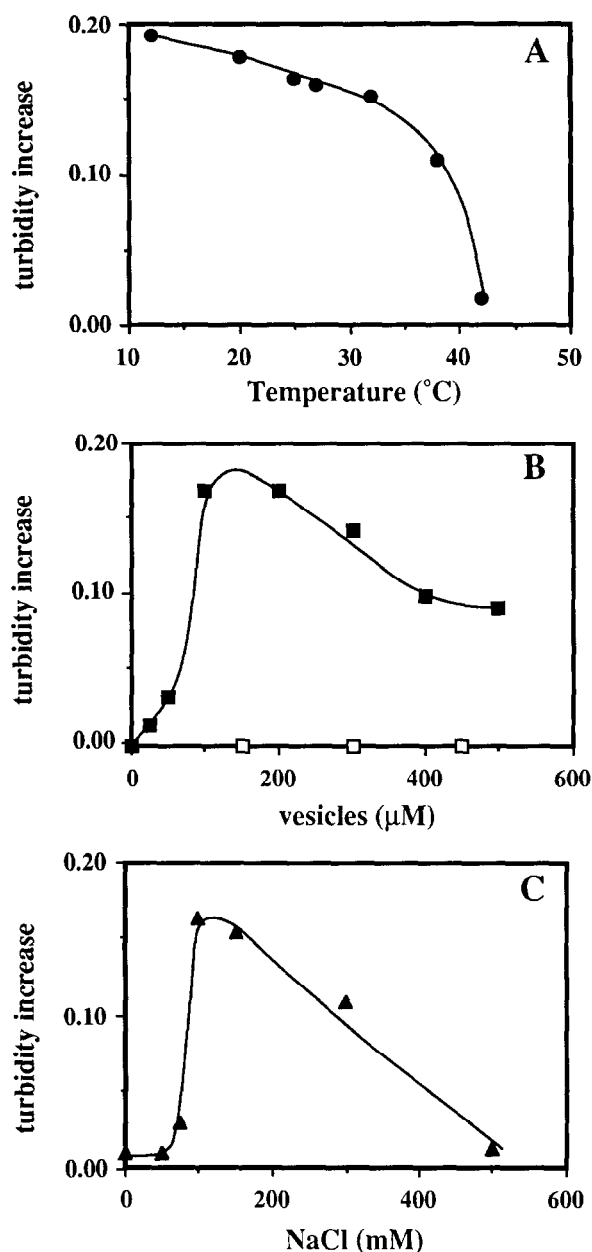 A
0.20
0.10
0.00
turbidity increase
10 20 30 40 50
Temperature (°C)
B
0.20
0.10
0.00
turbidity increase
0 200 400 600
vesicles (μM)
C
0.20
0.10
0.00
turbidity increase
0 200 400 600
NaCl (mM)